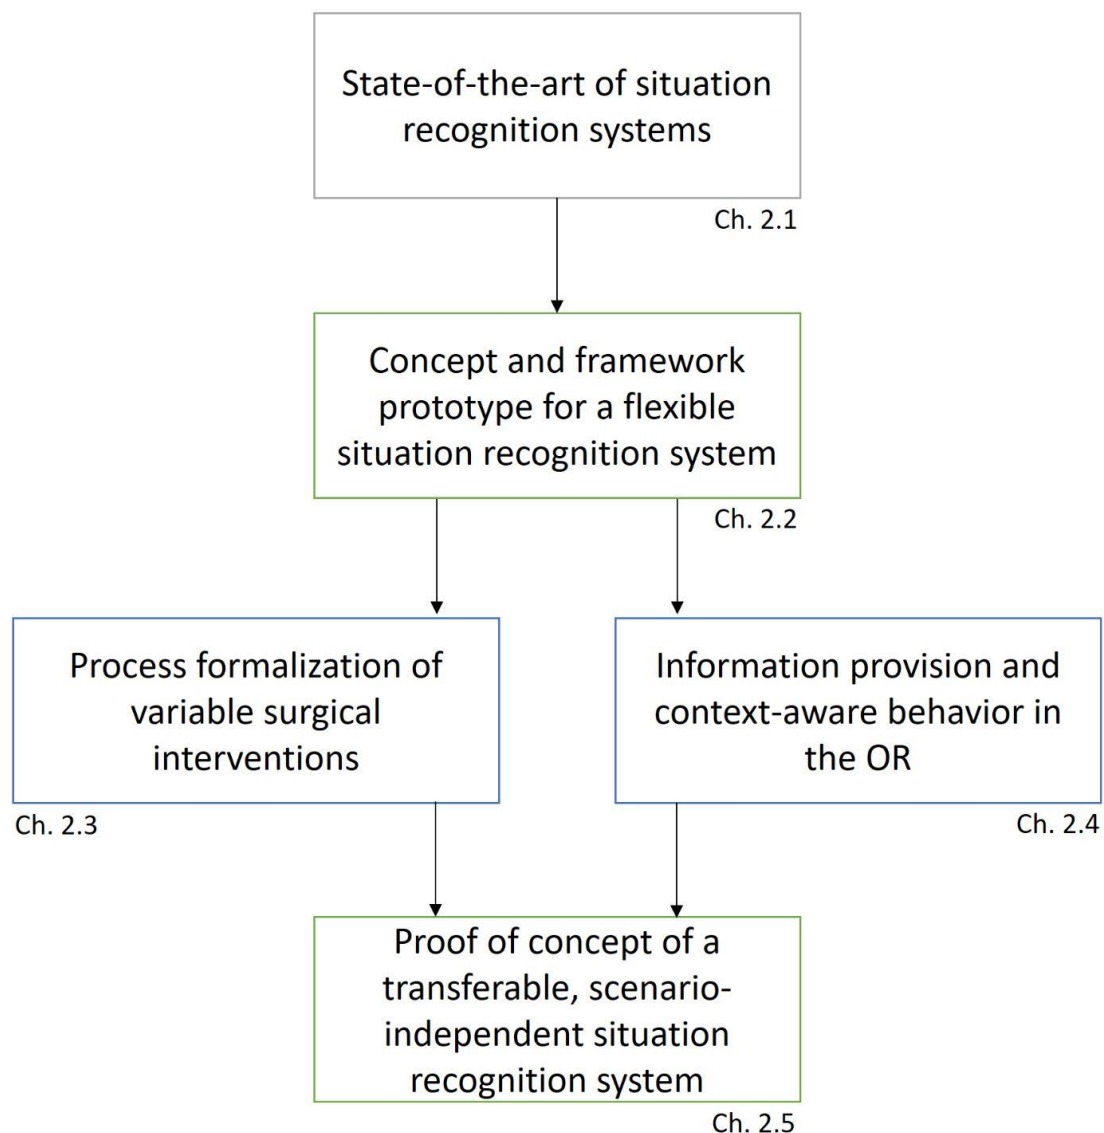 State-of-the-art of situation
recognition systems
Ch. 2.1
Concept and framework
prototype for a flexible
situation recognition system
Ch. 2.2
Process formalization of
variable surgical
interventions
Ch. 2.3
Information provision and
context-aware behavior in
the OR
Ch. 2.4
Proof of concept of a
transferable, scenario-
independent situation
recognition system
Ch. 2.5